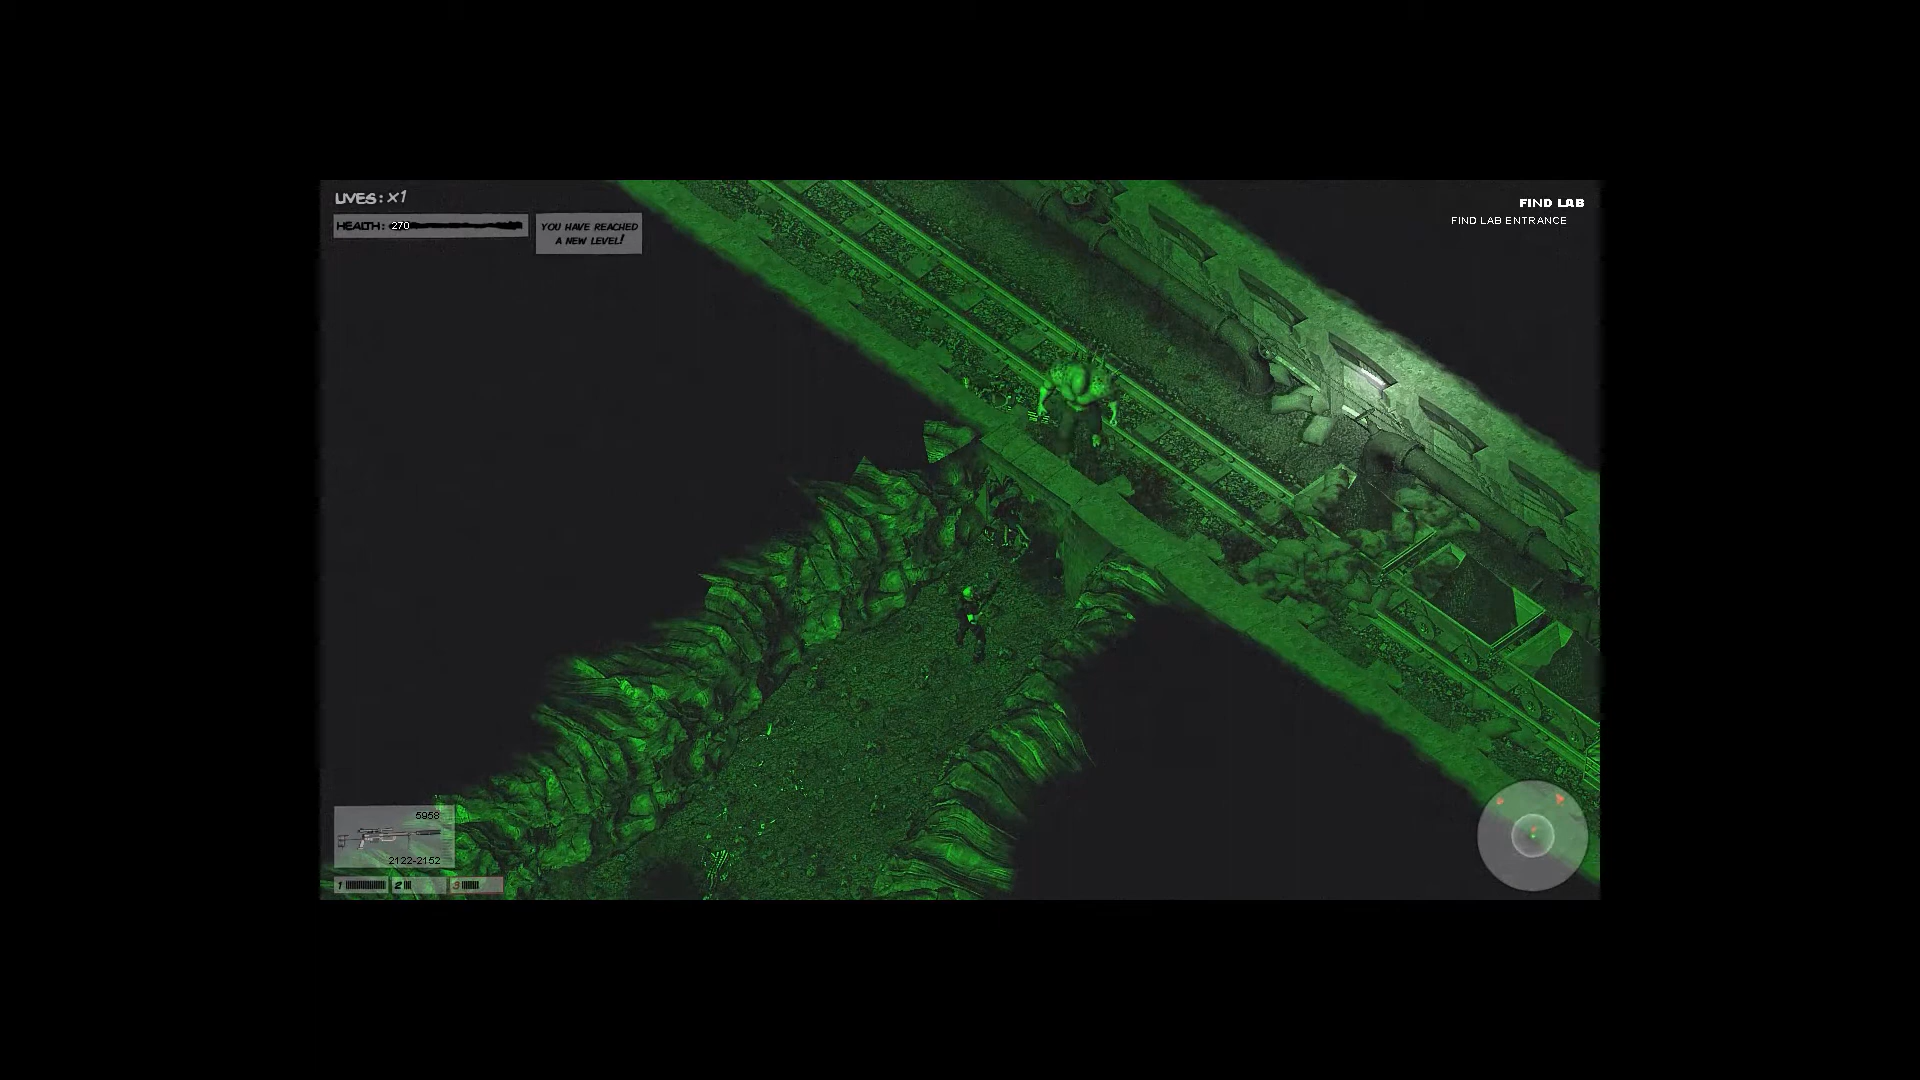 LIVES: X1
HEALTH: 270
YOU HAVE REACHED
A NEW LEVEL!
FIND LAB
FIND LAB ENTRANCE
5958
2122-2152
1 2 3